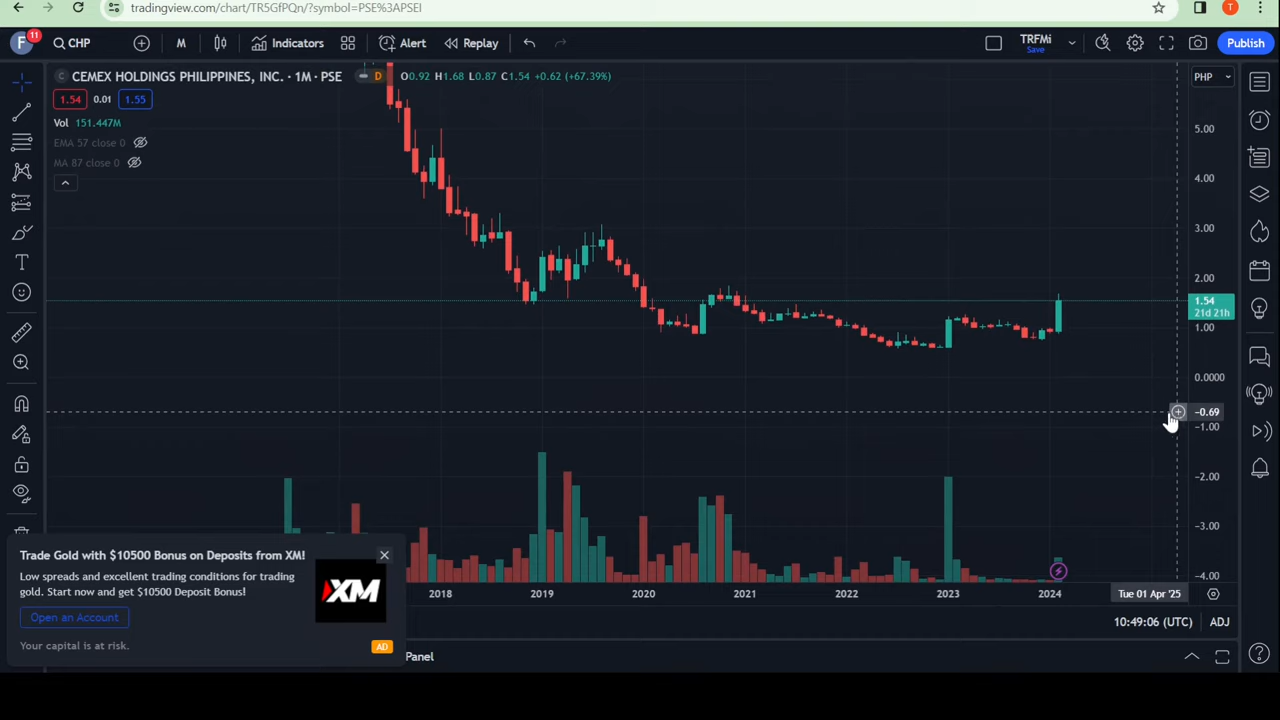 tradingview.com/chart/TR5GfPQn/?symbol=PSE%3APSEI
T
F
11
CHP
M
Indicators
Alert
Replay
TRFMi
Save
Publish
C CEMEX HOLDINGS PHILIPPINES, INC. · 1M · PSE
D
O0.92 H1.68 L0.87 C1.54 +0.62 (+67.39%)
PHP
1.54
0.01
1.55
Vol 151.447M
EMA 57 close 0
MA 87 close 0
5.00
4.00
3.00
2.00
1.54
21d 21h
1.00
0.0000
−0.69
−1.00
−2.00
−3.00
−4.00
Trade Gold with $10500 Bonus on Deposits from XM!
Low spreads and excellent trading conditions for trading
gold. Start now and get $10500 Deposit Bonus!
XM
Open an Account
Your capital is at risk.
AD
2018
2019
2020
2021
2022
2023
2024
Tue 01 Apr '25
10:49:06 (UTC)
ADJ
Panel